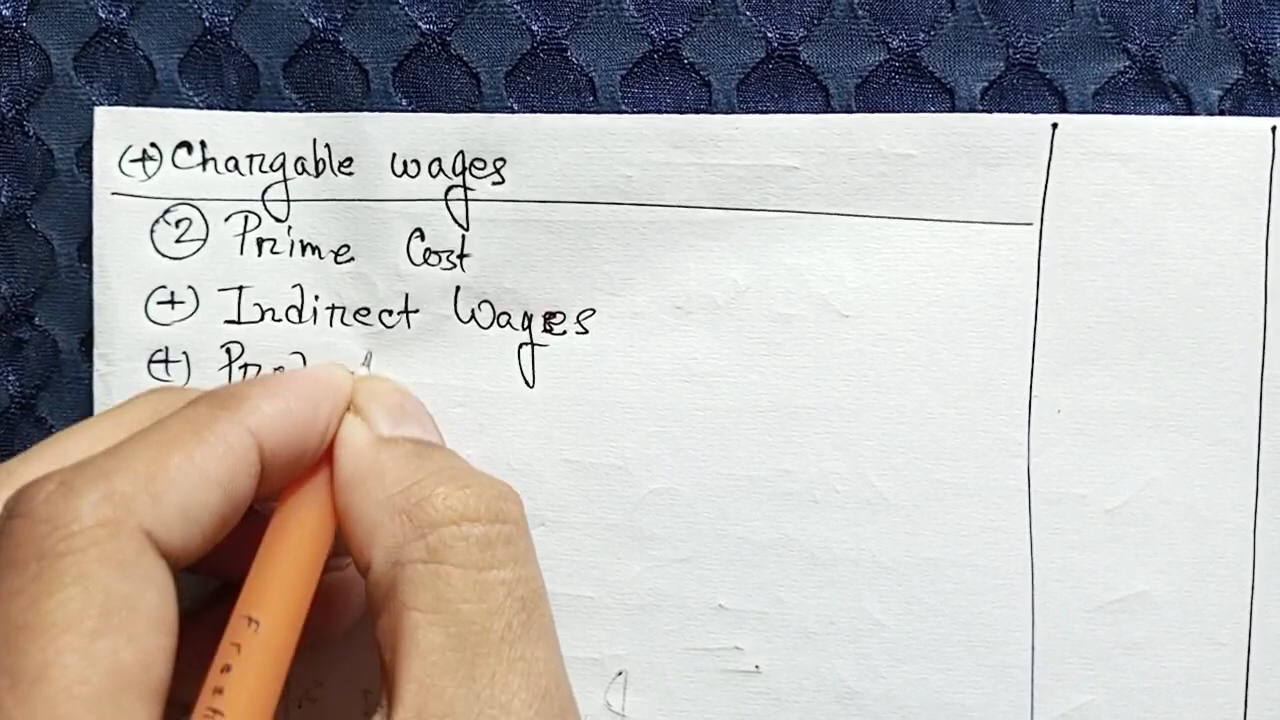 (+) Chargable wages
② Prime Cost
(+) Indirect Wages
(+)